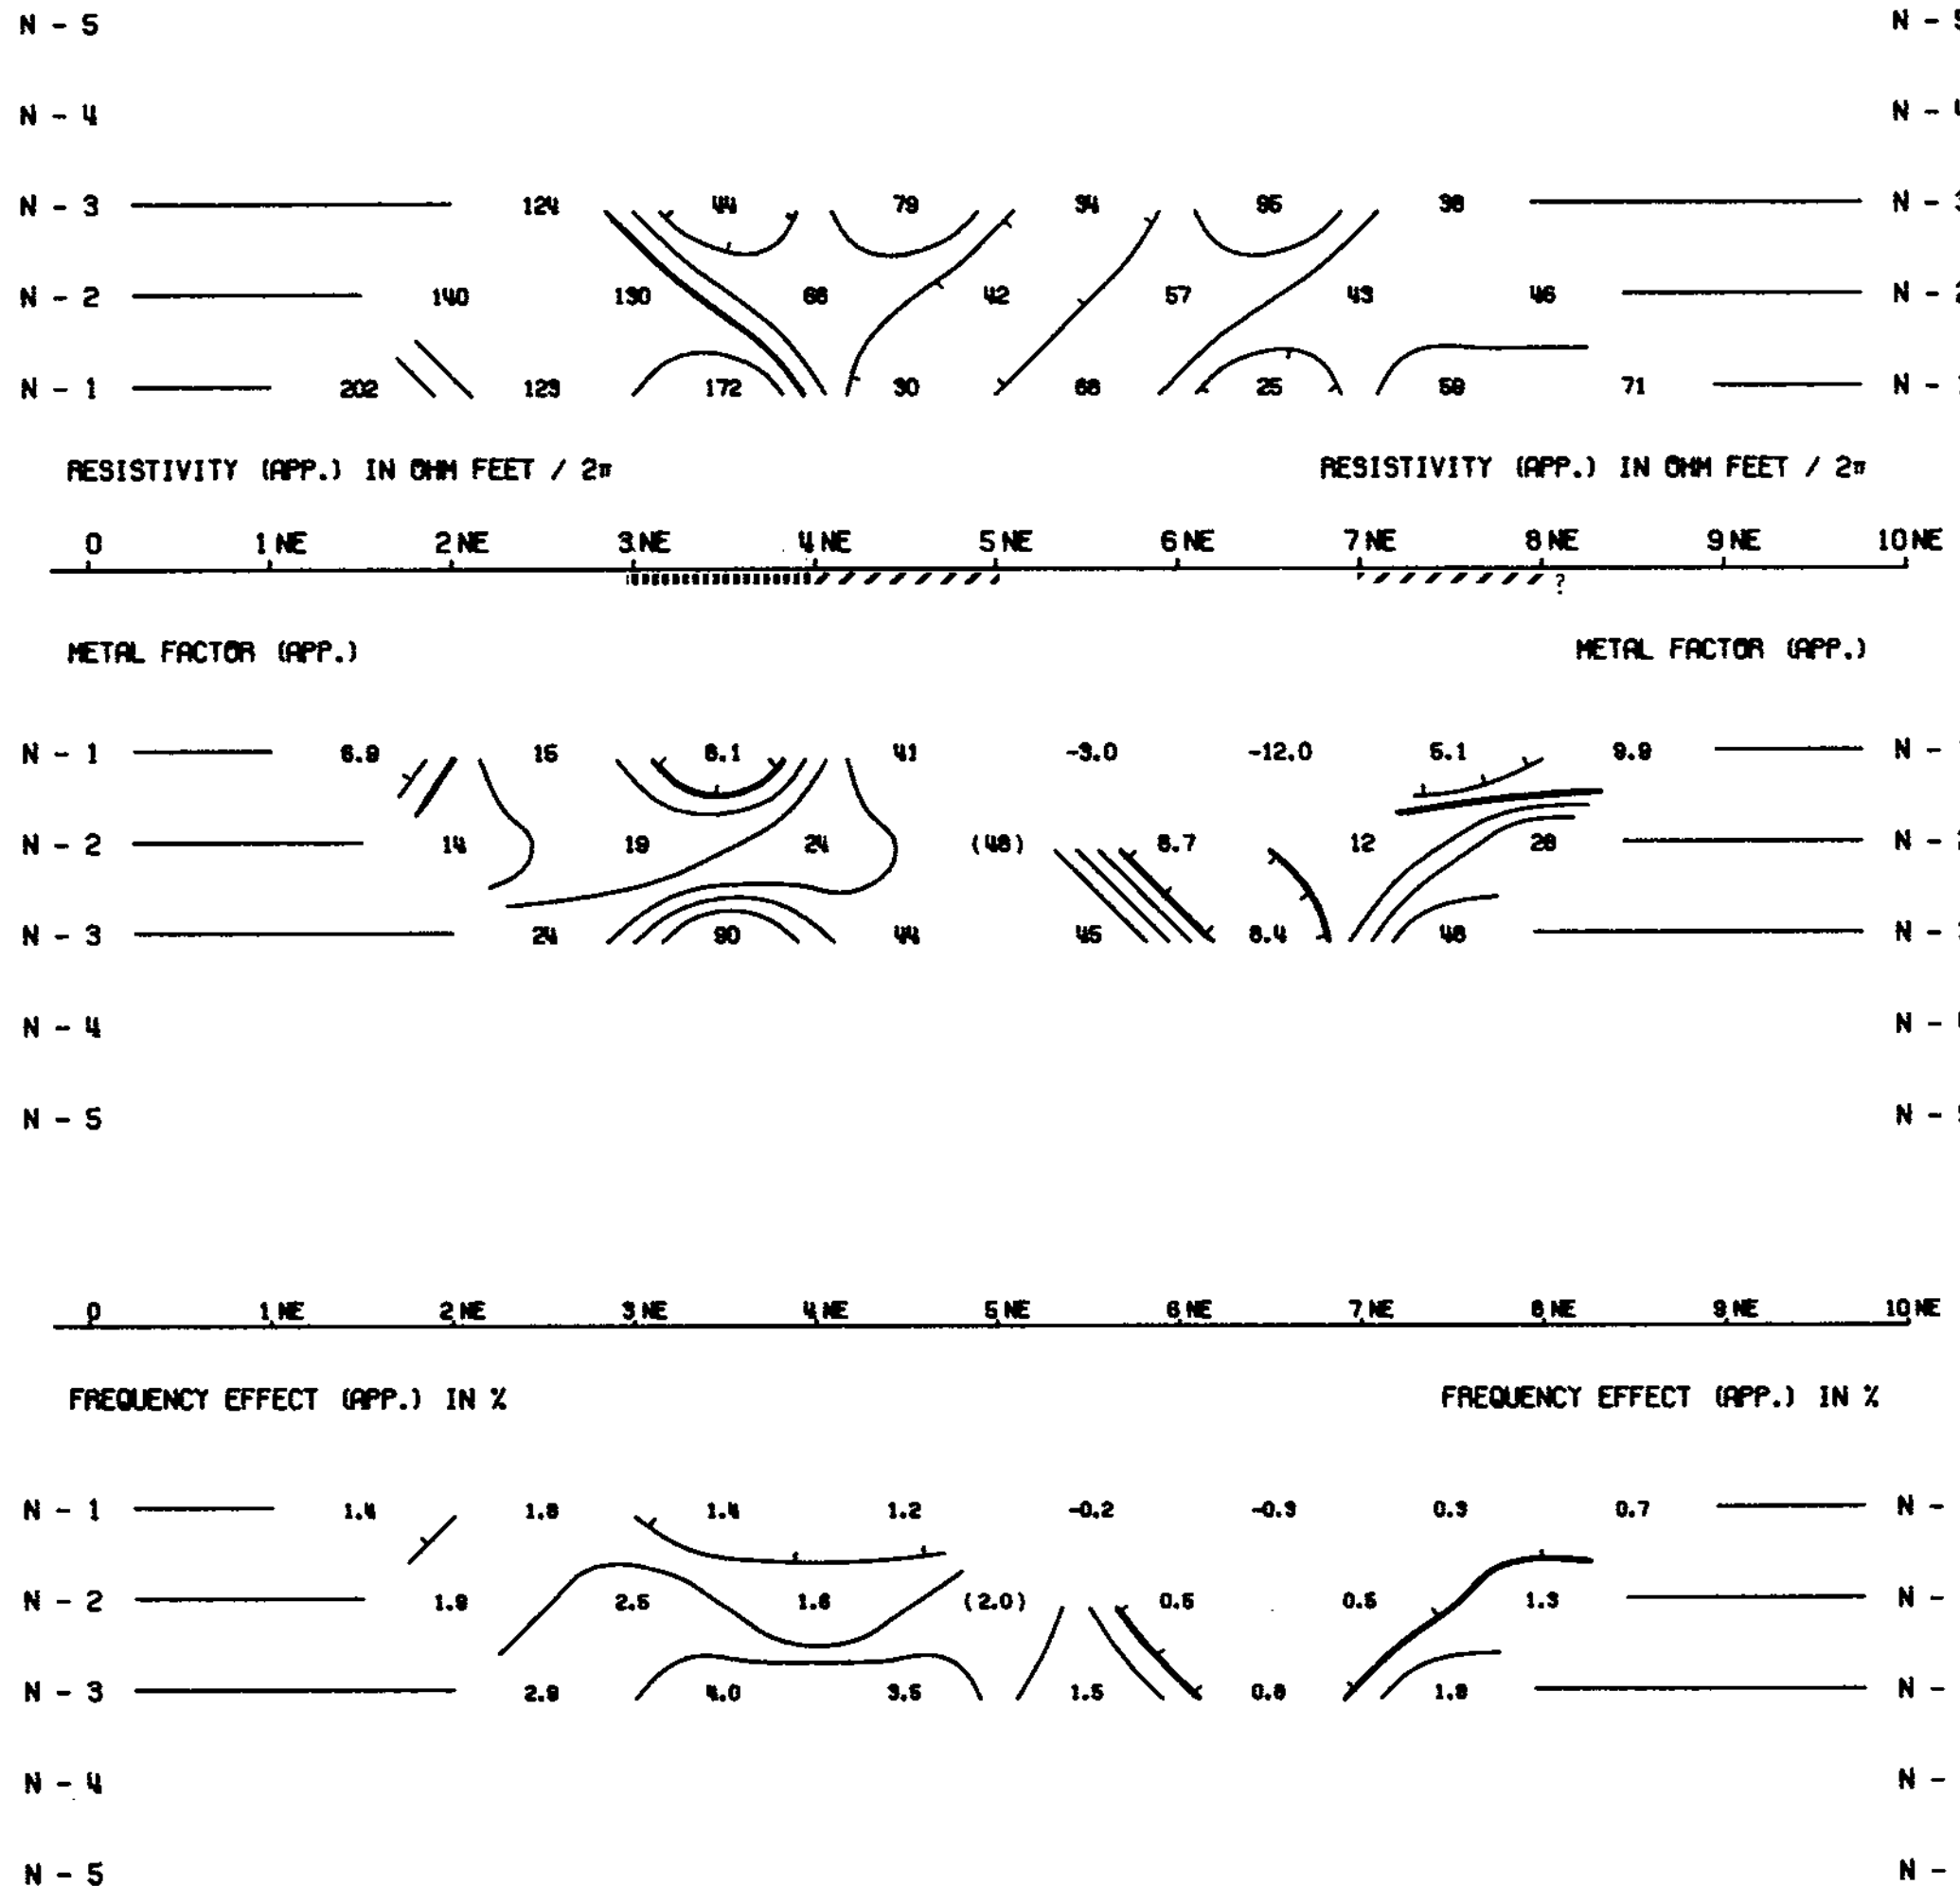 N - 5 N -
N - 4 N -
N - 3 124 44 79 34 95 38 N -
N - 2 140 130 66 42 57 43 46 N -
N - 1 202 123 172 30 66 25 59 71 N -
RESISTIVITY (APP.) IN OHM FEET / 2π RESISTIVITY (APP.) IN OHM FEET / 2π
0 1 NE 2 NE 3 NE 4 NE 5 NE 6 NE 7 NE 8 NE 9 NE 10 NE
?
METAL FACTOR (APP.) METAL FACTOR (APP.)
N - 1 6.9 15 8.1 41 -3.0 -12.0 5.1 9.9 N -
N - 2 14 19 24 (48) 8.7 12 28 N -
N - 3 24 90 44 45 8.4 48 N -
N - 4 N -
N - 5 N -
0 1 NE 2 NE 3 NE 4 NE 5 NE 6 NE 7 NE 8 NE 9 NE 10 NE
FREQUENCY EFFECT (APP.) IN % FREQUENCY EFFECT (APP.) IN %
N - 1 1.4 1.8 1.4 1.2 -0.2 -0.3 0.3 0.7 N -
N - 2 1.9 2.5 1.6 (2.0) 0.5 0.5 1.3 N -
N - 3 2.9 4.0 3.5 1.5 0.8 1.8 N -
N - 4 N -
N - 5 N -